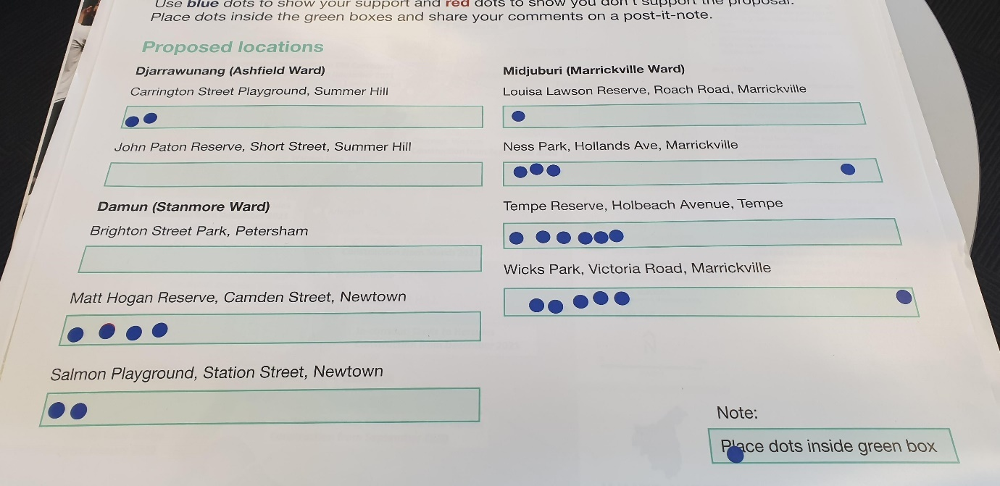 Use blue dots to show your support and red dots to show you don't support the proposal.
Place dots inside the green boxes and share your comments on a post-it-note.
Proposed locations
Djarrawunang (Ashfield Ward)
Carrington Street Playground, Summer Hill
John Paton Reserve, Short Street, Summer Hill
Damun (Stanmore Ward)
Brighton Street Park, Petersham
Matt Hogan Reserve, Camden Street, Newtown
Salmon Playground, Station Street, Newtown
Midjuburi (Marrickville Ward)
Louisa Lawson Reserve, Roach Road, Marrickville
Ness Park, Hollands Ave, Marrickville
Tempe Reserve, Holbeach Avenue, Tempe
Wicks Park, Victoria Road, Marrickville
Note:
Place dots inside green box